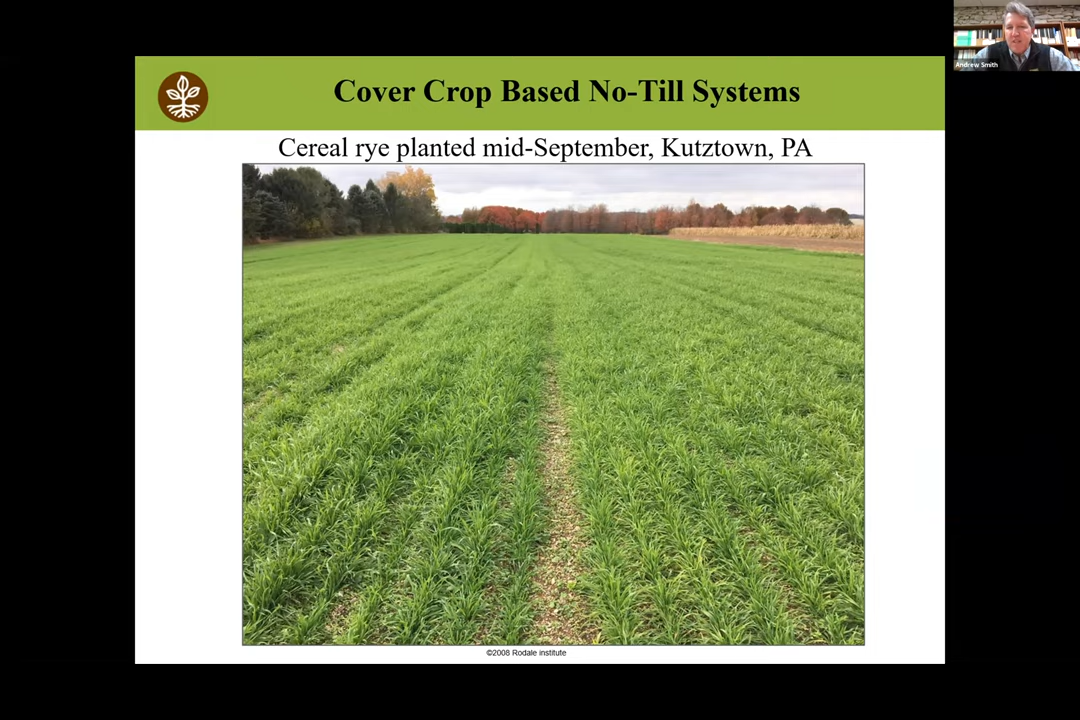 Andrew Smith
Cover Crop Based No-Till Systems
Cereal rye planted mid-September, Kutztown, PA
©2008 Rodale institute